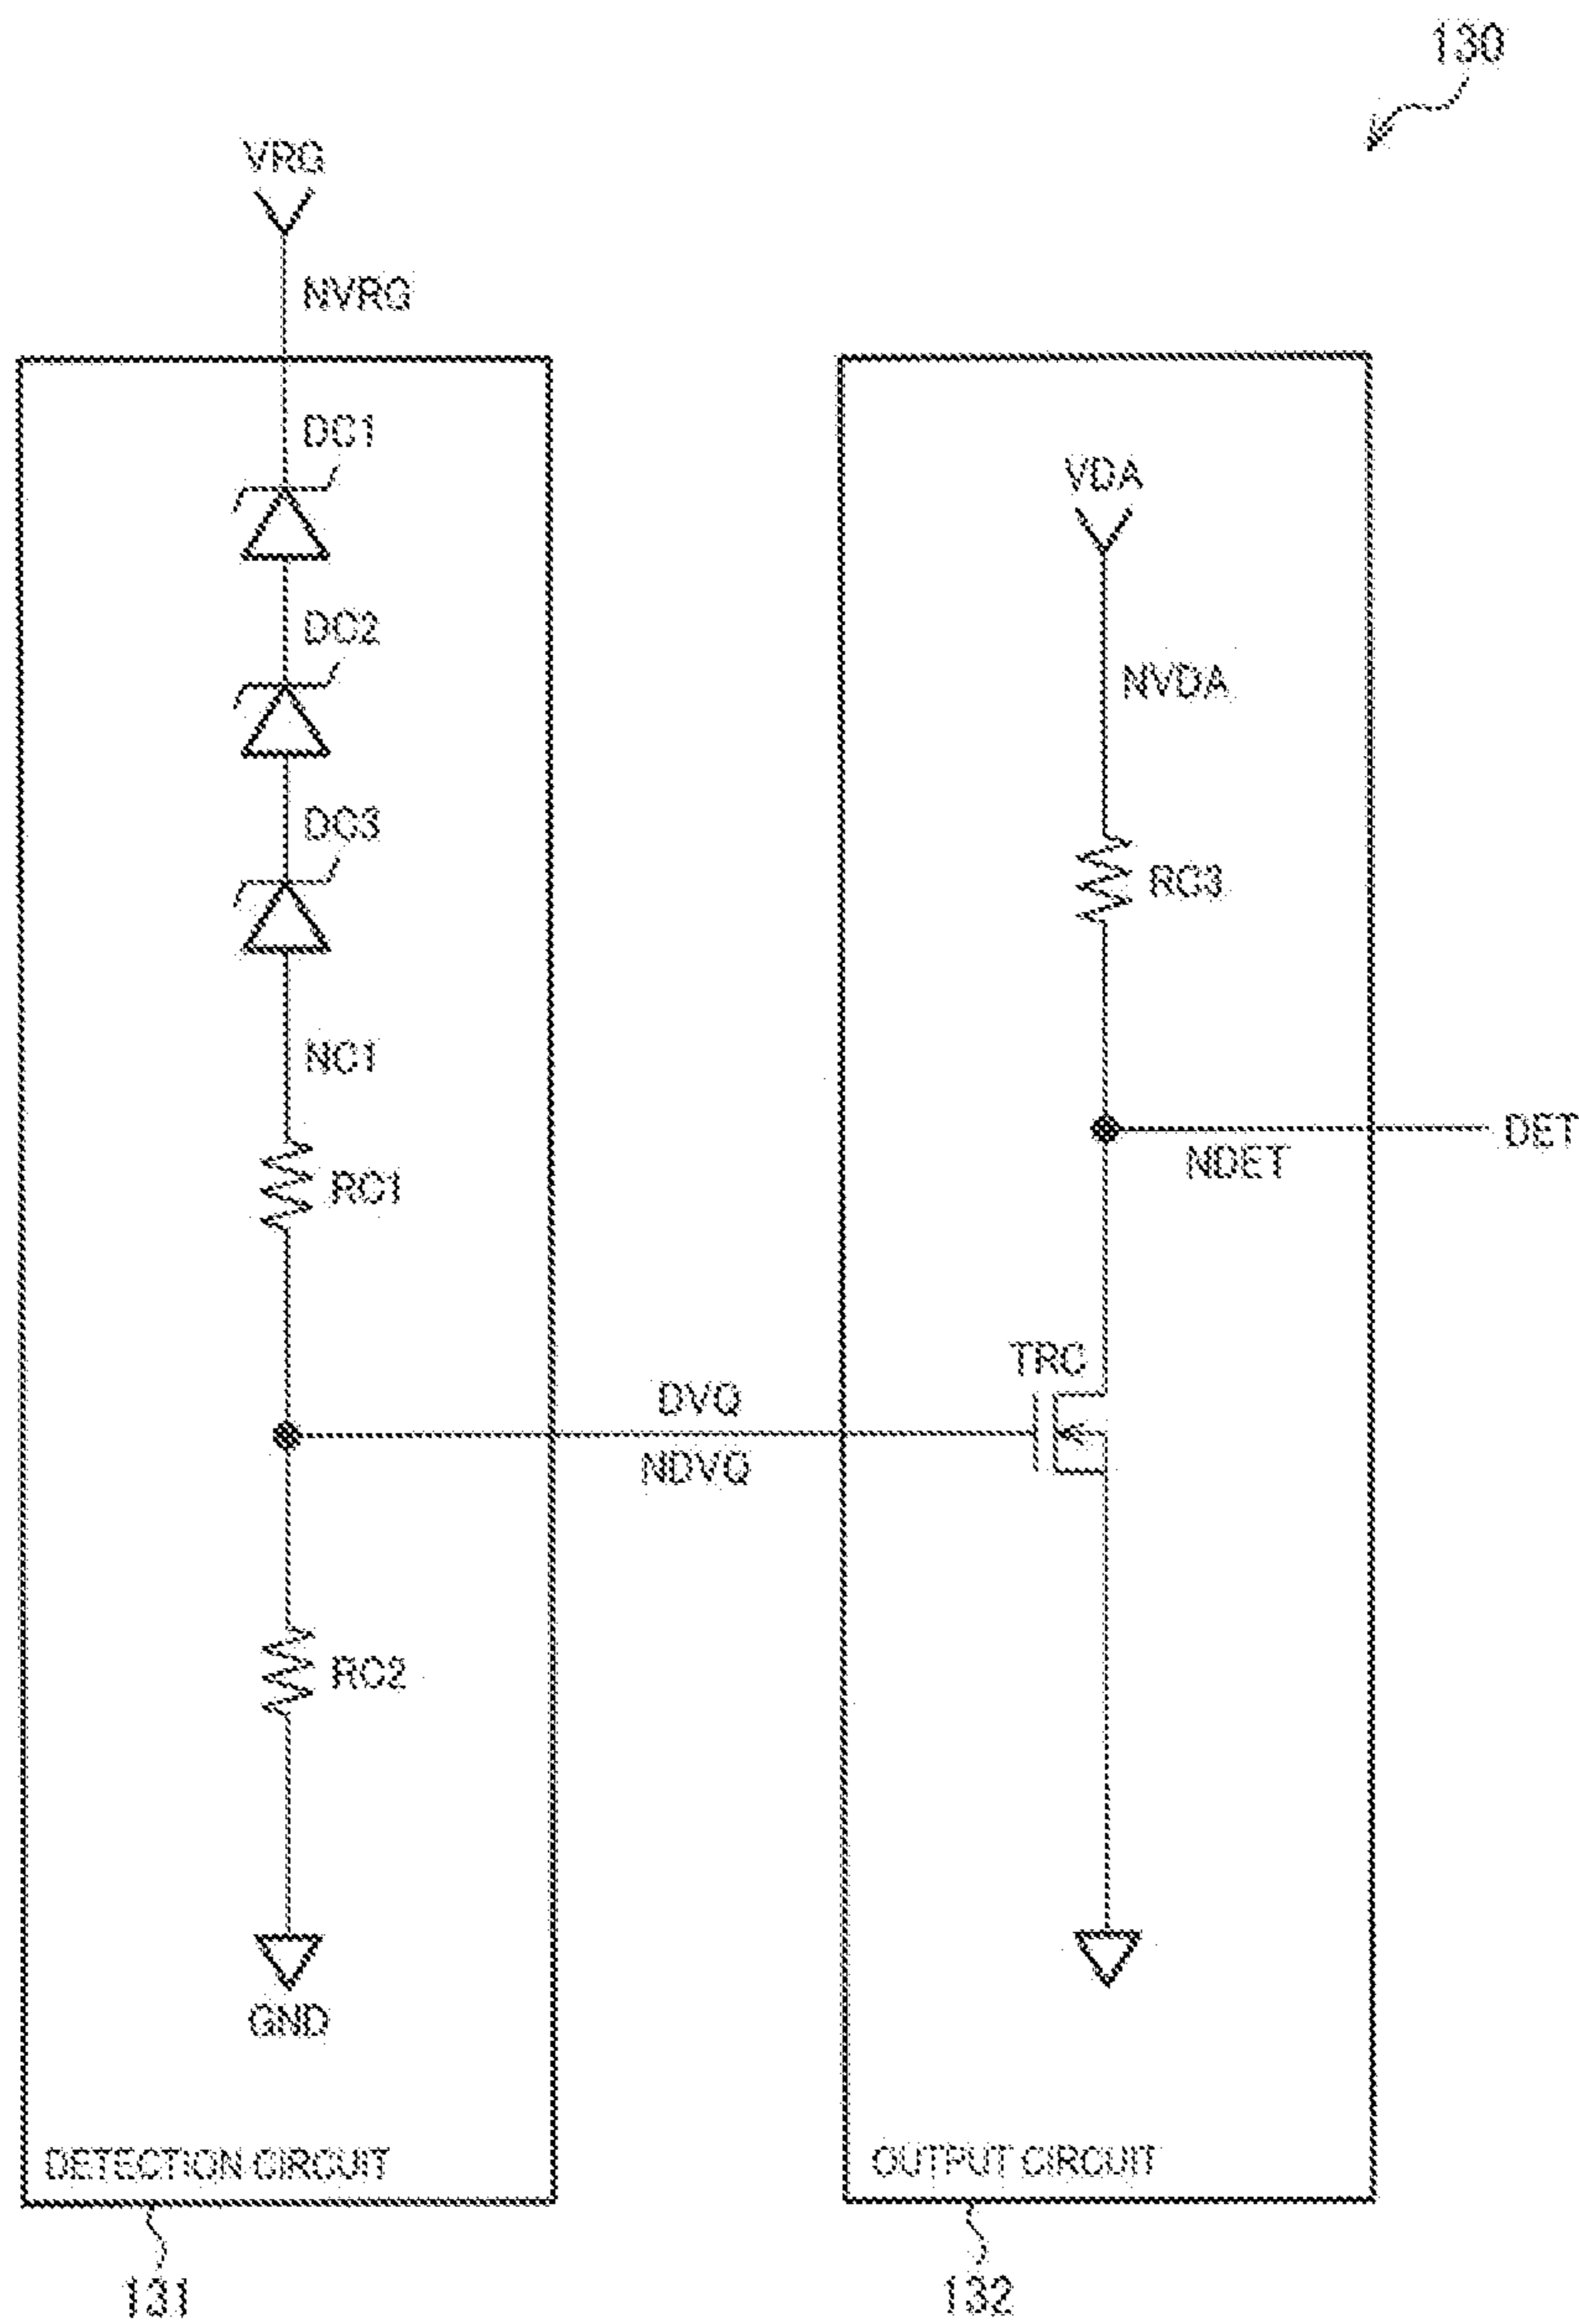 130
VRG
NVRG
DC1
VDA
DC2
NVDA
DC3
RC3
NC1
DET
NDET
RC1
TRC
DVQ
NDVQ
RC2
GND
DETECTION CIRCUIT
OUTPUT CIRCUIT
131
132